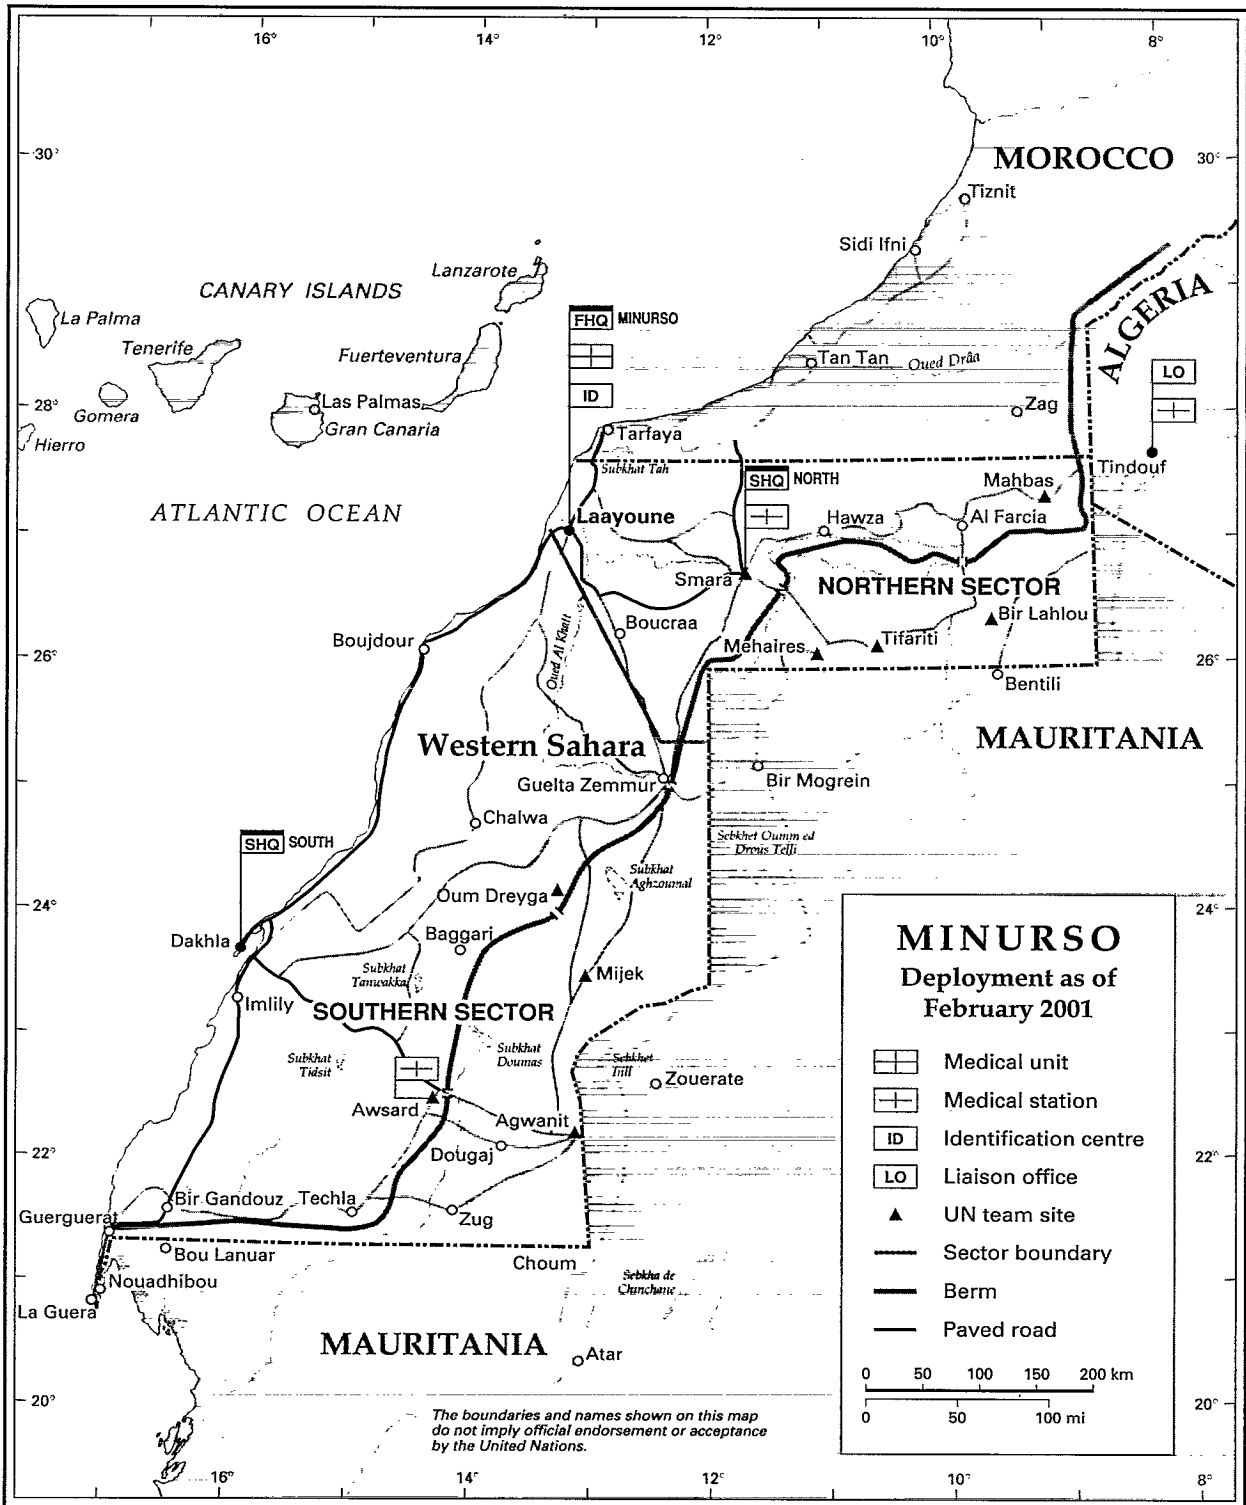 16°
14°
12°
10°
8°
30°
MOROCCO
30°
Tiznit
Sidi Ifni
Lanzarote
CANARY ISLANDS
La Palma
FHQ MINURSO
ALGERIA
Tenerife
Fuerteventura
Tan Tan
Oued Drâa
LO
ID
Gomera
28°
Las Palmas
Zag
Gran Canaria
Hierro
Tarfaya
Subkhat Tah
Tindouf
SHQ NORTH
Mahbas
ATLANTIC OCEAN
Laayoune
Hawza
Al Farcia
Smara
NORTHERN SECTOR
Bir Lahlou
Boucraa
Boujdour
Oued Al Khatt
Mehaires
Tifariti
26°
26°
Bentili
Western Sahara
MAURITANIA
Guelta Zemmur
Bir Mogrein
Chalwa
SHQ SOUTH
Sebkhet Oumm ed
Drous Telli
Subkhat
Aghzoumal
Oum Dreyga
24°
24°
Dakhla
Baggari
Subkhat
Tanwakka
Mijek
Imlily
SOUTHERN SECTOR
Subkhat
Tidsit
Subkhat
Doumas
Sebkhet
Ijill
Zouerate
Awsard
Agwanit
Dougaj
22°
22°
Bir Gandouz
Techla
Zug
Guerguerat
Bou Lanuar
Choum
Nouadhibou
Sebkha de
Chinchane
La Guera
MAURITANIA
Atar
20°
20°
The boundaries and names shown on this map
do not imply official endorsement or acceptance
by the United Nations.
16°
14°
12°
10°
8°
MINURSO
Deployment as of
February 2001
Medical unit
Medical station
ID Identification centre
LO Liaison office
UN team site
Sector boundary
Berm
Paved road
0 50 100 150 200 km
0 50 100 mi